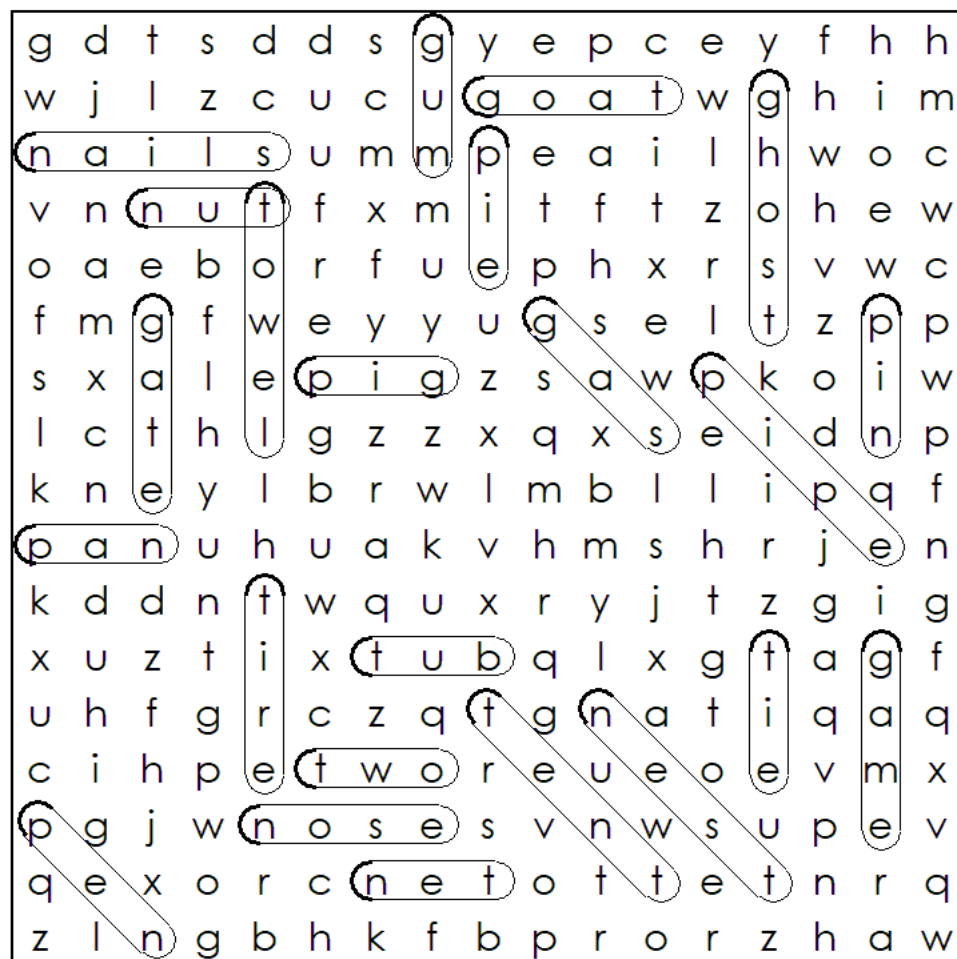 g d t s d d s g y e p c e y f h h
w j l z c u c u g o a t w g h i m
n a i l s u m m p e a i l h w o c
v n n u t f x m i t f t z o h e w
o a e b o r f u e p h x r s v w c
f m g f w e y y u g s e l t z p p
s x a l e p i g z s a w p k o i w
l c t h l g z z x q x s e i d n p
k n e y l b r w l m b l l i p q f
p a n u h u a k v h m s h r j e n
k d d n t w q u x r y j t z g i g
x u z t i x t u b q l x g t a g f
u h f g r c z q t g n a t i q a q
c i h p e t w o r e u e o e v m x
p g j w n o s e s v n w s u p e v
q e x o r c n e t o t t e t n r q
z l n g b h k f b p r o r z h a w